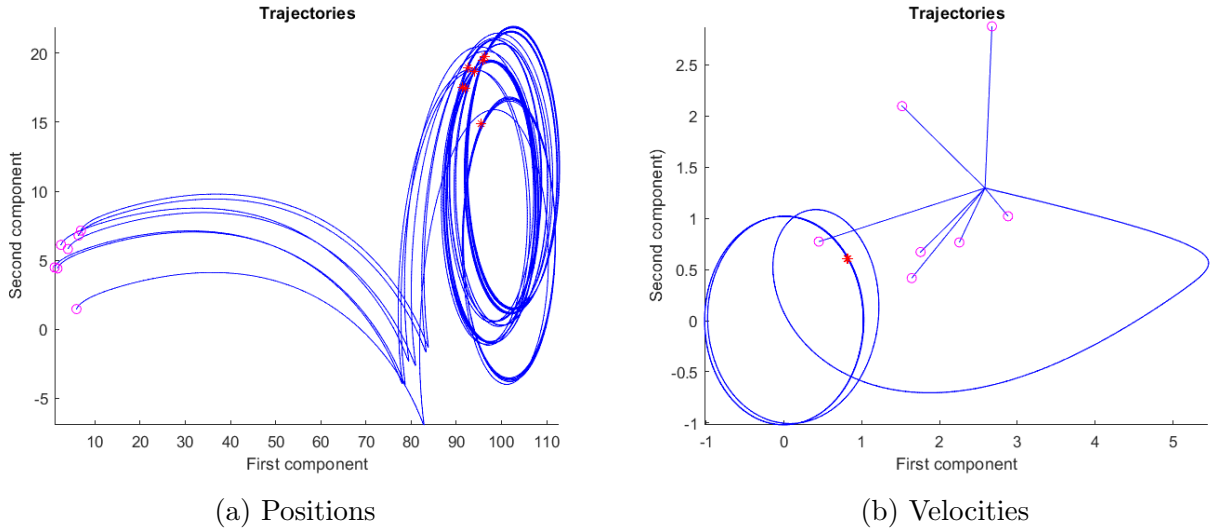 Trajectories
Second component
20
15
10
5
0
-5
10 20 30 40 50 60 70 80 90 100 110
First component
(a) Positions
Trajectories
Second component)
2.5
2
1.5
1
0.5
0
-0.5
-1
-1 0 1 2 3 4 5
First component
(b) Velocities